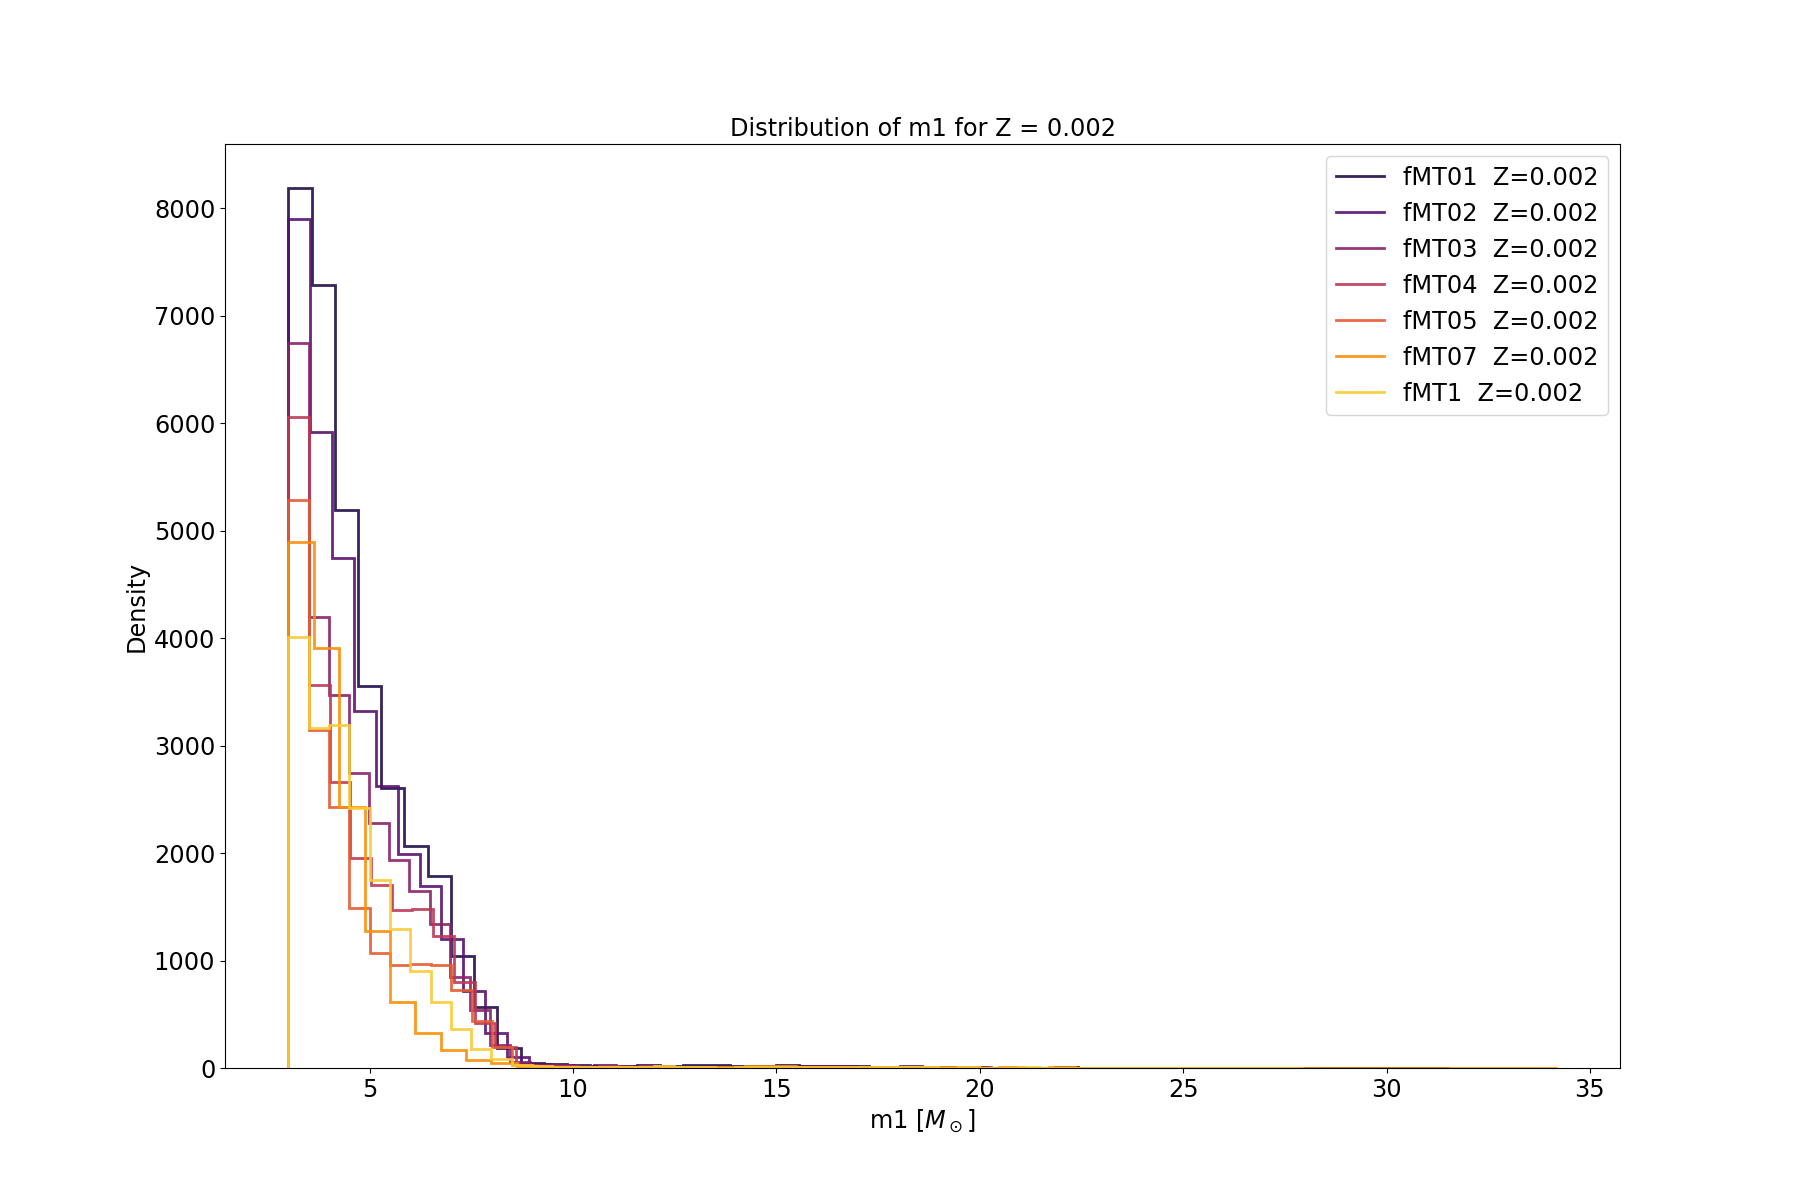 Distribution of m1 for Z = 0.002
fMT01  Z=0.002
fMT02  Z=0.002
fMT03  Z=0.002
fMT04  Z=0.002
fMT05  Z=0.002
fMT07  Z=0.002
fMT1  Z=0.002
Density
8000
7000
6000
5000
4000
3000
2000
1000
0
5
10
15
20
25
30
35
m1 [M⊙]